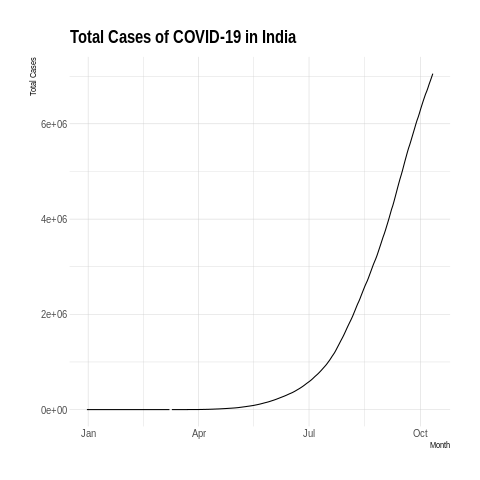 Total Cases of COVID-19 in India
Total Cases
6e+06
4e+06
2e+06
0e+00
Jan Apr Jul Oct
Month